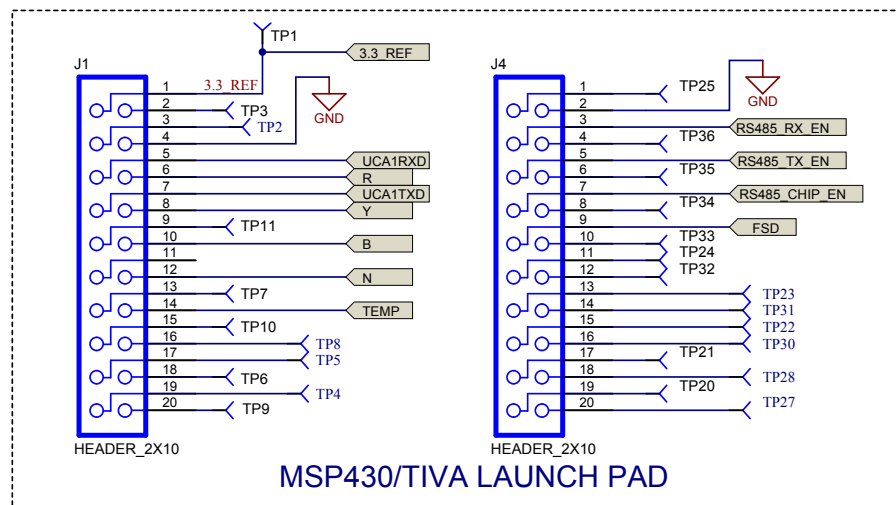 TP1
3.3_REF
J1
1 3.3_REF
2 TP3
3 TP2
4
GND
5 UCA1RXD
6 R
7 UCA1TXD
8 Y
9 TP11
10 B
11
12 N
13 TP7
14 TEMP
15 TP10
16 TP8
17 TP5
18 TP6
19 TP4
20 TP9
HEADER_2X10
J4
1 TP25
2
GND
3 RS485_RX_EN
4 TP36
5 RS485_TX_EN
6 TP35
7 RS485_CHIP_EN
8 TP34
9 FSD
10 TP33
11 TP24
12 TP32
13 TP23
14 TP31
15 TP22
16 TP30
17 TP21
18 TP28
19 TP20
20 TP27
HEADER_2X10
MSP430/TIVA LAUNCH PAD